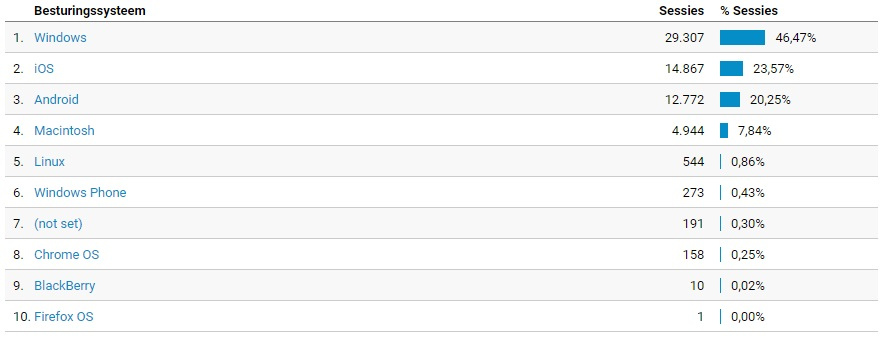 Besturingssysteem Sessies % Sessies
1. Windows 29.307 46,47%
2. iOS 14.867 23,57%
3. Android 12.772 20,25%
4. Macintosh 4.944 7,84%
5. Linux 544 0,86%
6. Windows Phone 273 0,43%
7. (not set) 191 0,30%
8. Chrome OS 158 0,25%
9. BlackBerry 10 0,02%
10. Firefox OS 1 0,00%